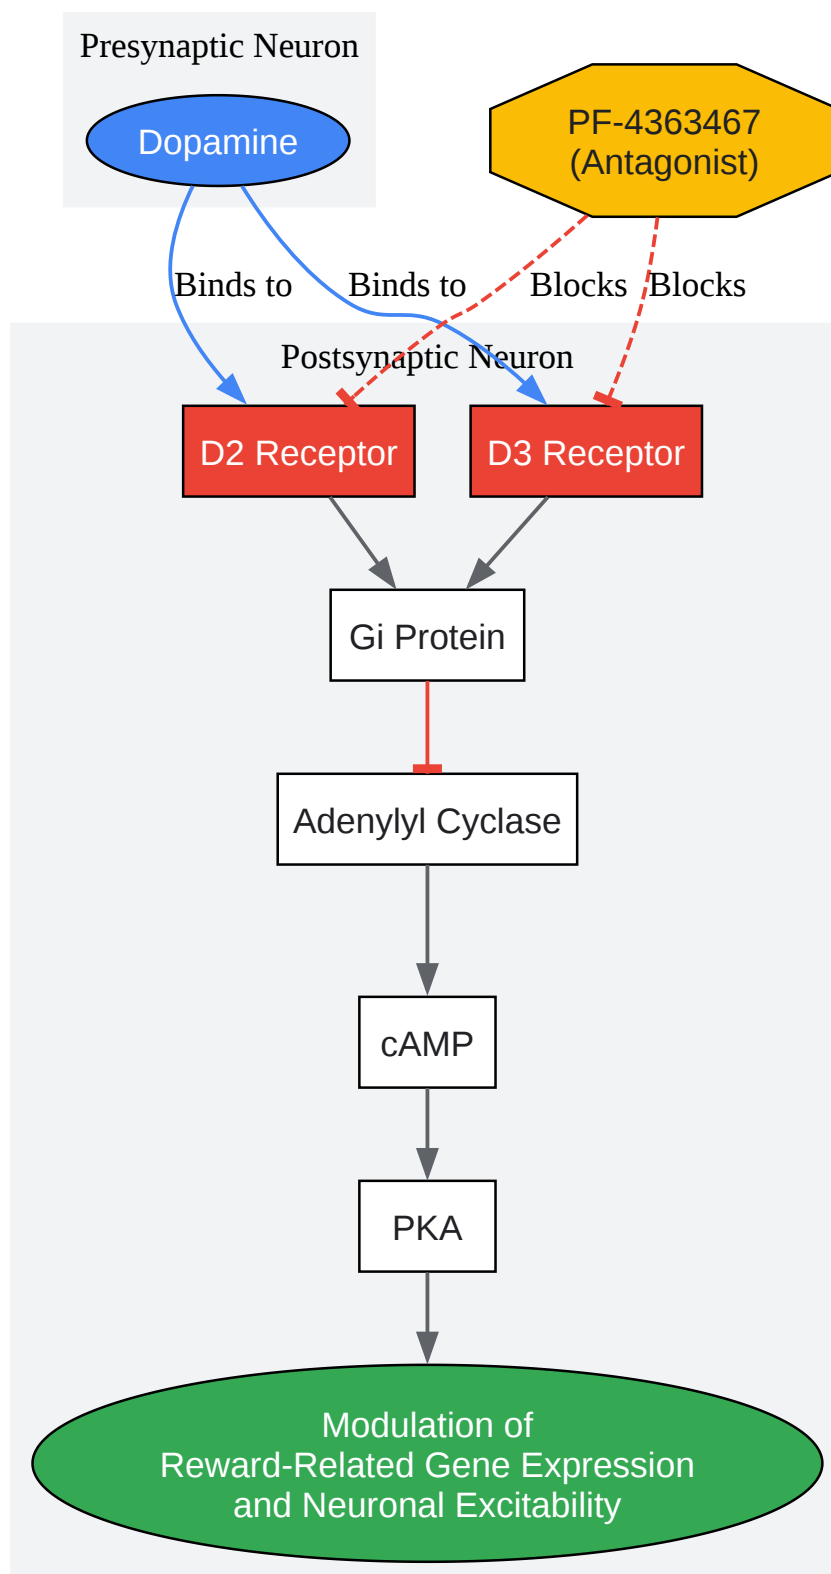 Presynaptic Neuron
Dopamine
PF-4363467
(Antagonist)
Binds to
Binds to
Blocks
Blocks
Postsynaptic Neuron
D2 Receptor
D3 Receptor
Gi Protein
Adenylyl Cyclase
cAMP
PKA
Modulation of
Reward-Related Gene Expression
and Neuronal Excitability